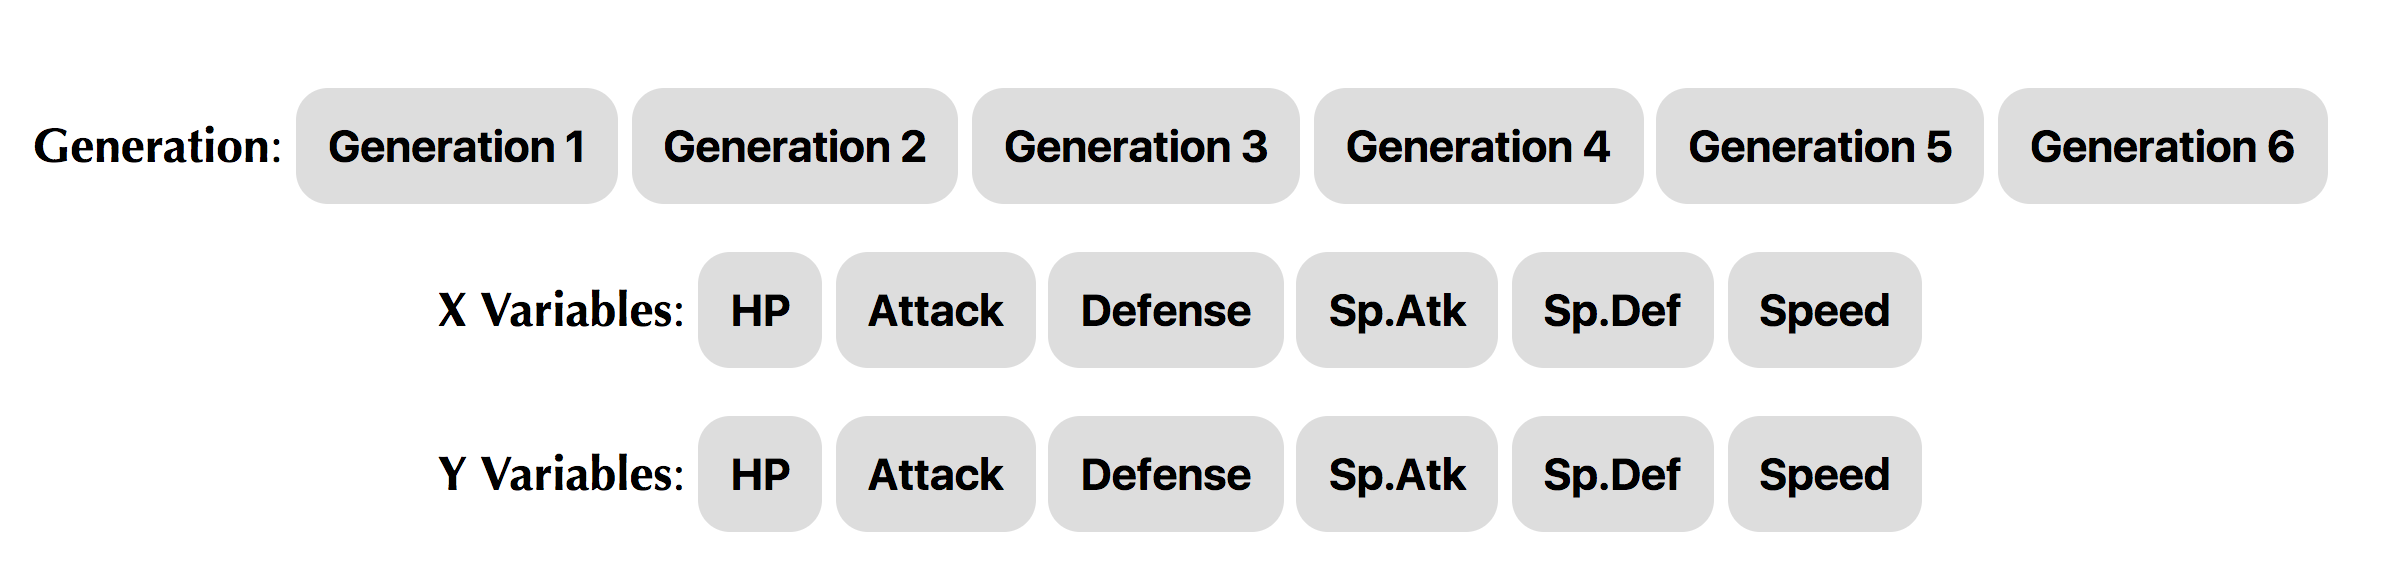 Generation: Generation 1 Generation 2 Generation 3 Generation 4 Generation 5 Generation 6
X Variables: HP Attack Defense Sp.Atk Sp.Def Speed
Y Variables: HP Attack Defense Sp.Atk Sp.Def Speed